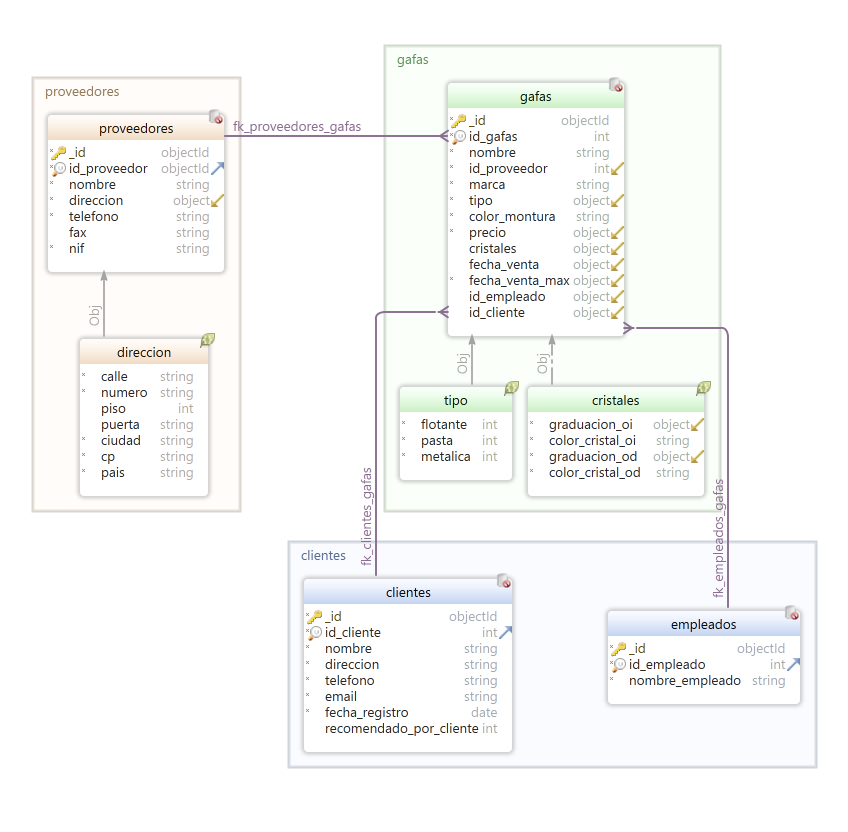 proveedores
proveedores
_id objectId
id_proveedor objectId
nombre string
direccion object
telefono string
fax string
nif string
Obj
direccion
calle string
numero string
piso int
puerta string
ciudad string
cp string
pais string
fk_proveedores_gafas
gafas
gafas
_id objectId
id_gafas int
nombre string
id_proveedor int
marca string
tipo object
color_montura string
precio object
cristales object
fecha_venta object
fecha_venta_max object
id_empleado object
id_cliente object
Obj
Obj
tipo
flotante int
pasta int
metalica int
cristales
graduacion_oi object
color_cristal_oi string
graduacion_od object
color_cristal_od string
fk_clientes_gafas
fk_empleados_gafas
clientes
clientes
_id objectId
id_cliente int
nombre string
direccion string
telefono string
email string
fecha_registro date
recomendado_por_cliente int
empleados
_id objectId
id_empleado int
nombre_empleado string